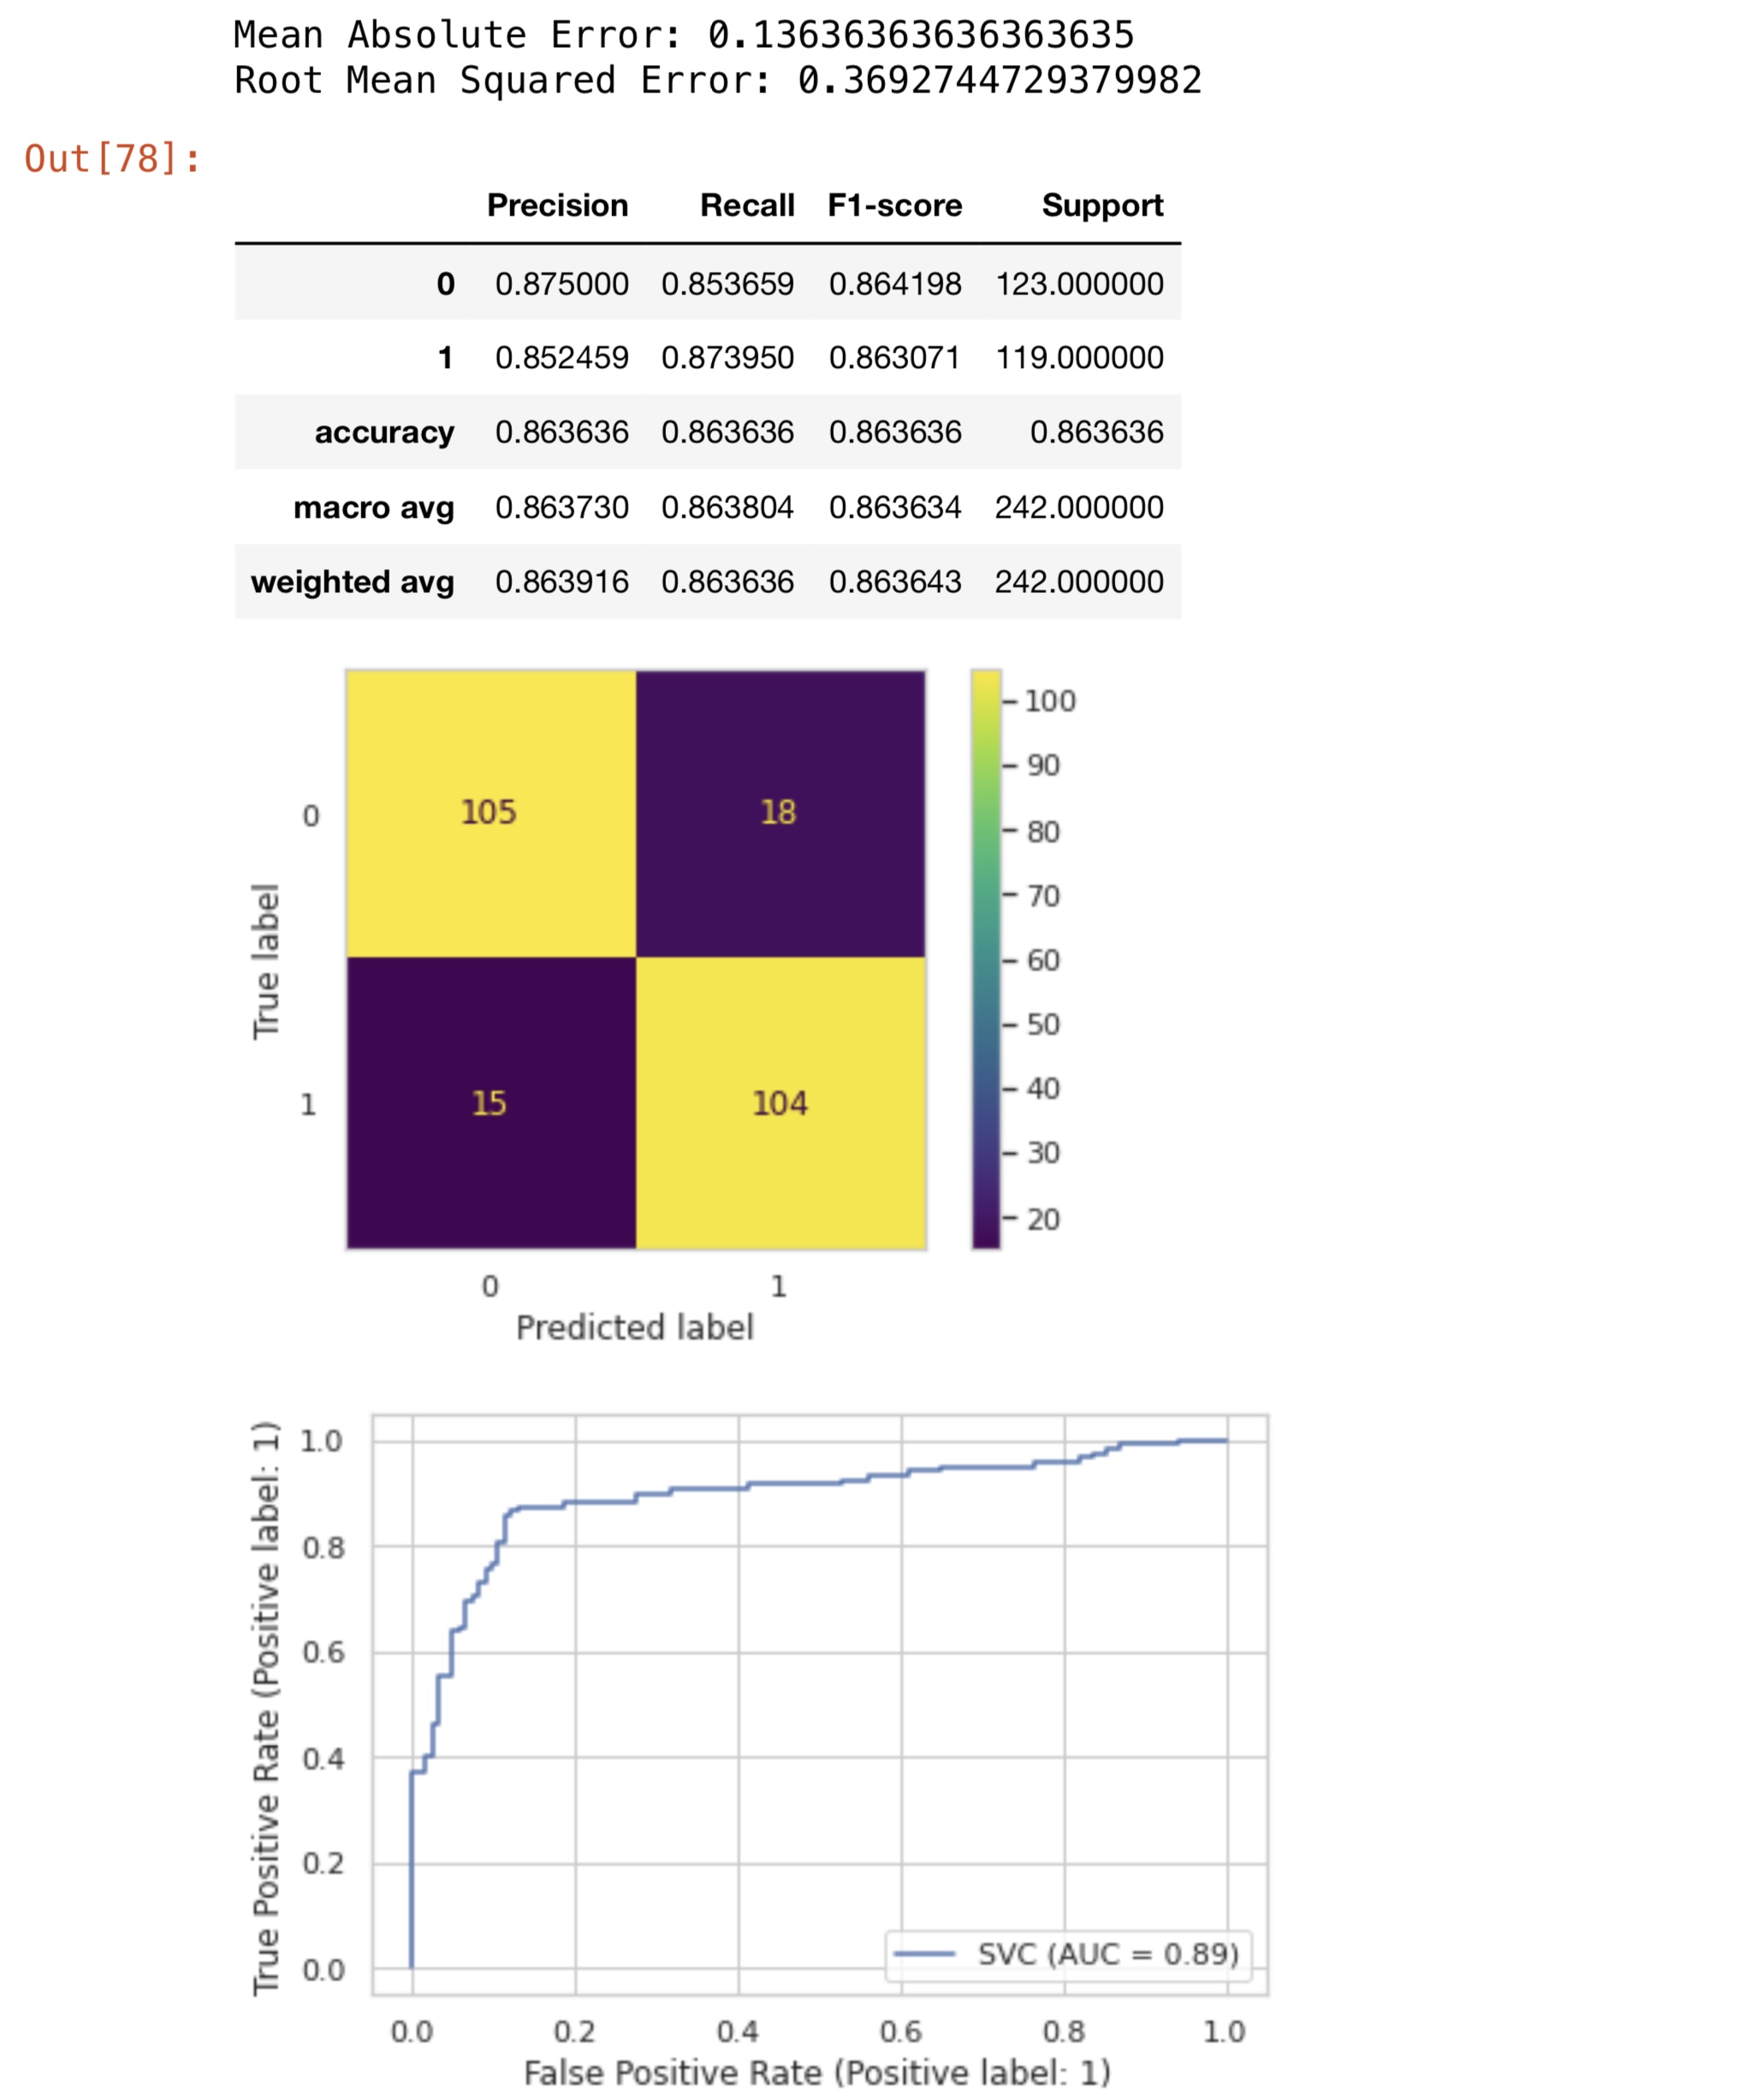 Mean Absolute Error: 0.13636363636363635
Root Mean Squared Error: 0.3692744729379982
Out[78]:
Precision Recall F1-score Support
0 0.875000 0.853659 0.864198 123.000000
1 0.852459 0.873950 0.863071 119.000000
accuracy 0.863636 0.863636 0.863636 0.863636
macro avg 0.863730 0.863804 0.863634 242.000000
weighted avg 0.863916 0.863636 0.863643 242.000000
True label
0
1
105 18
15 104
0 1
Predicted label
100
90
80
70
60
50
40
30
20
True Positive Rate (Positive label: 1)
1.0
0.8
0.6
0.4
0.2
0.0
SVC (AUC = 0.89)
0.0 0.2 0.4 0.6 0.8 1.0
False Positive Rate (Positive label: 1)